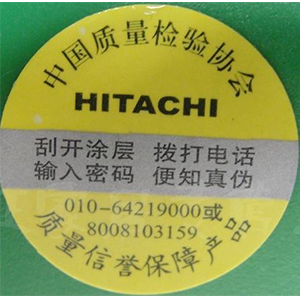 中国质量检验协会
HITACHI
刮开涂层 拨打电话
输入密码 便知真伪
010-64219000或
8008103159
质量信誉保障产品